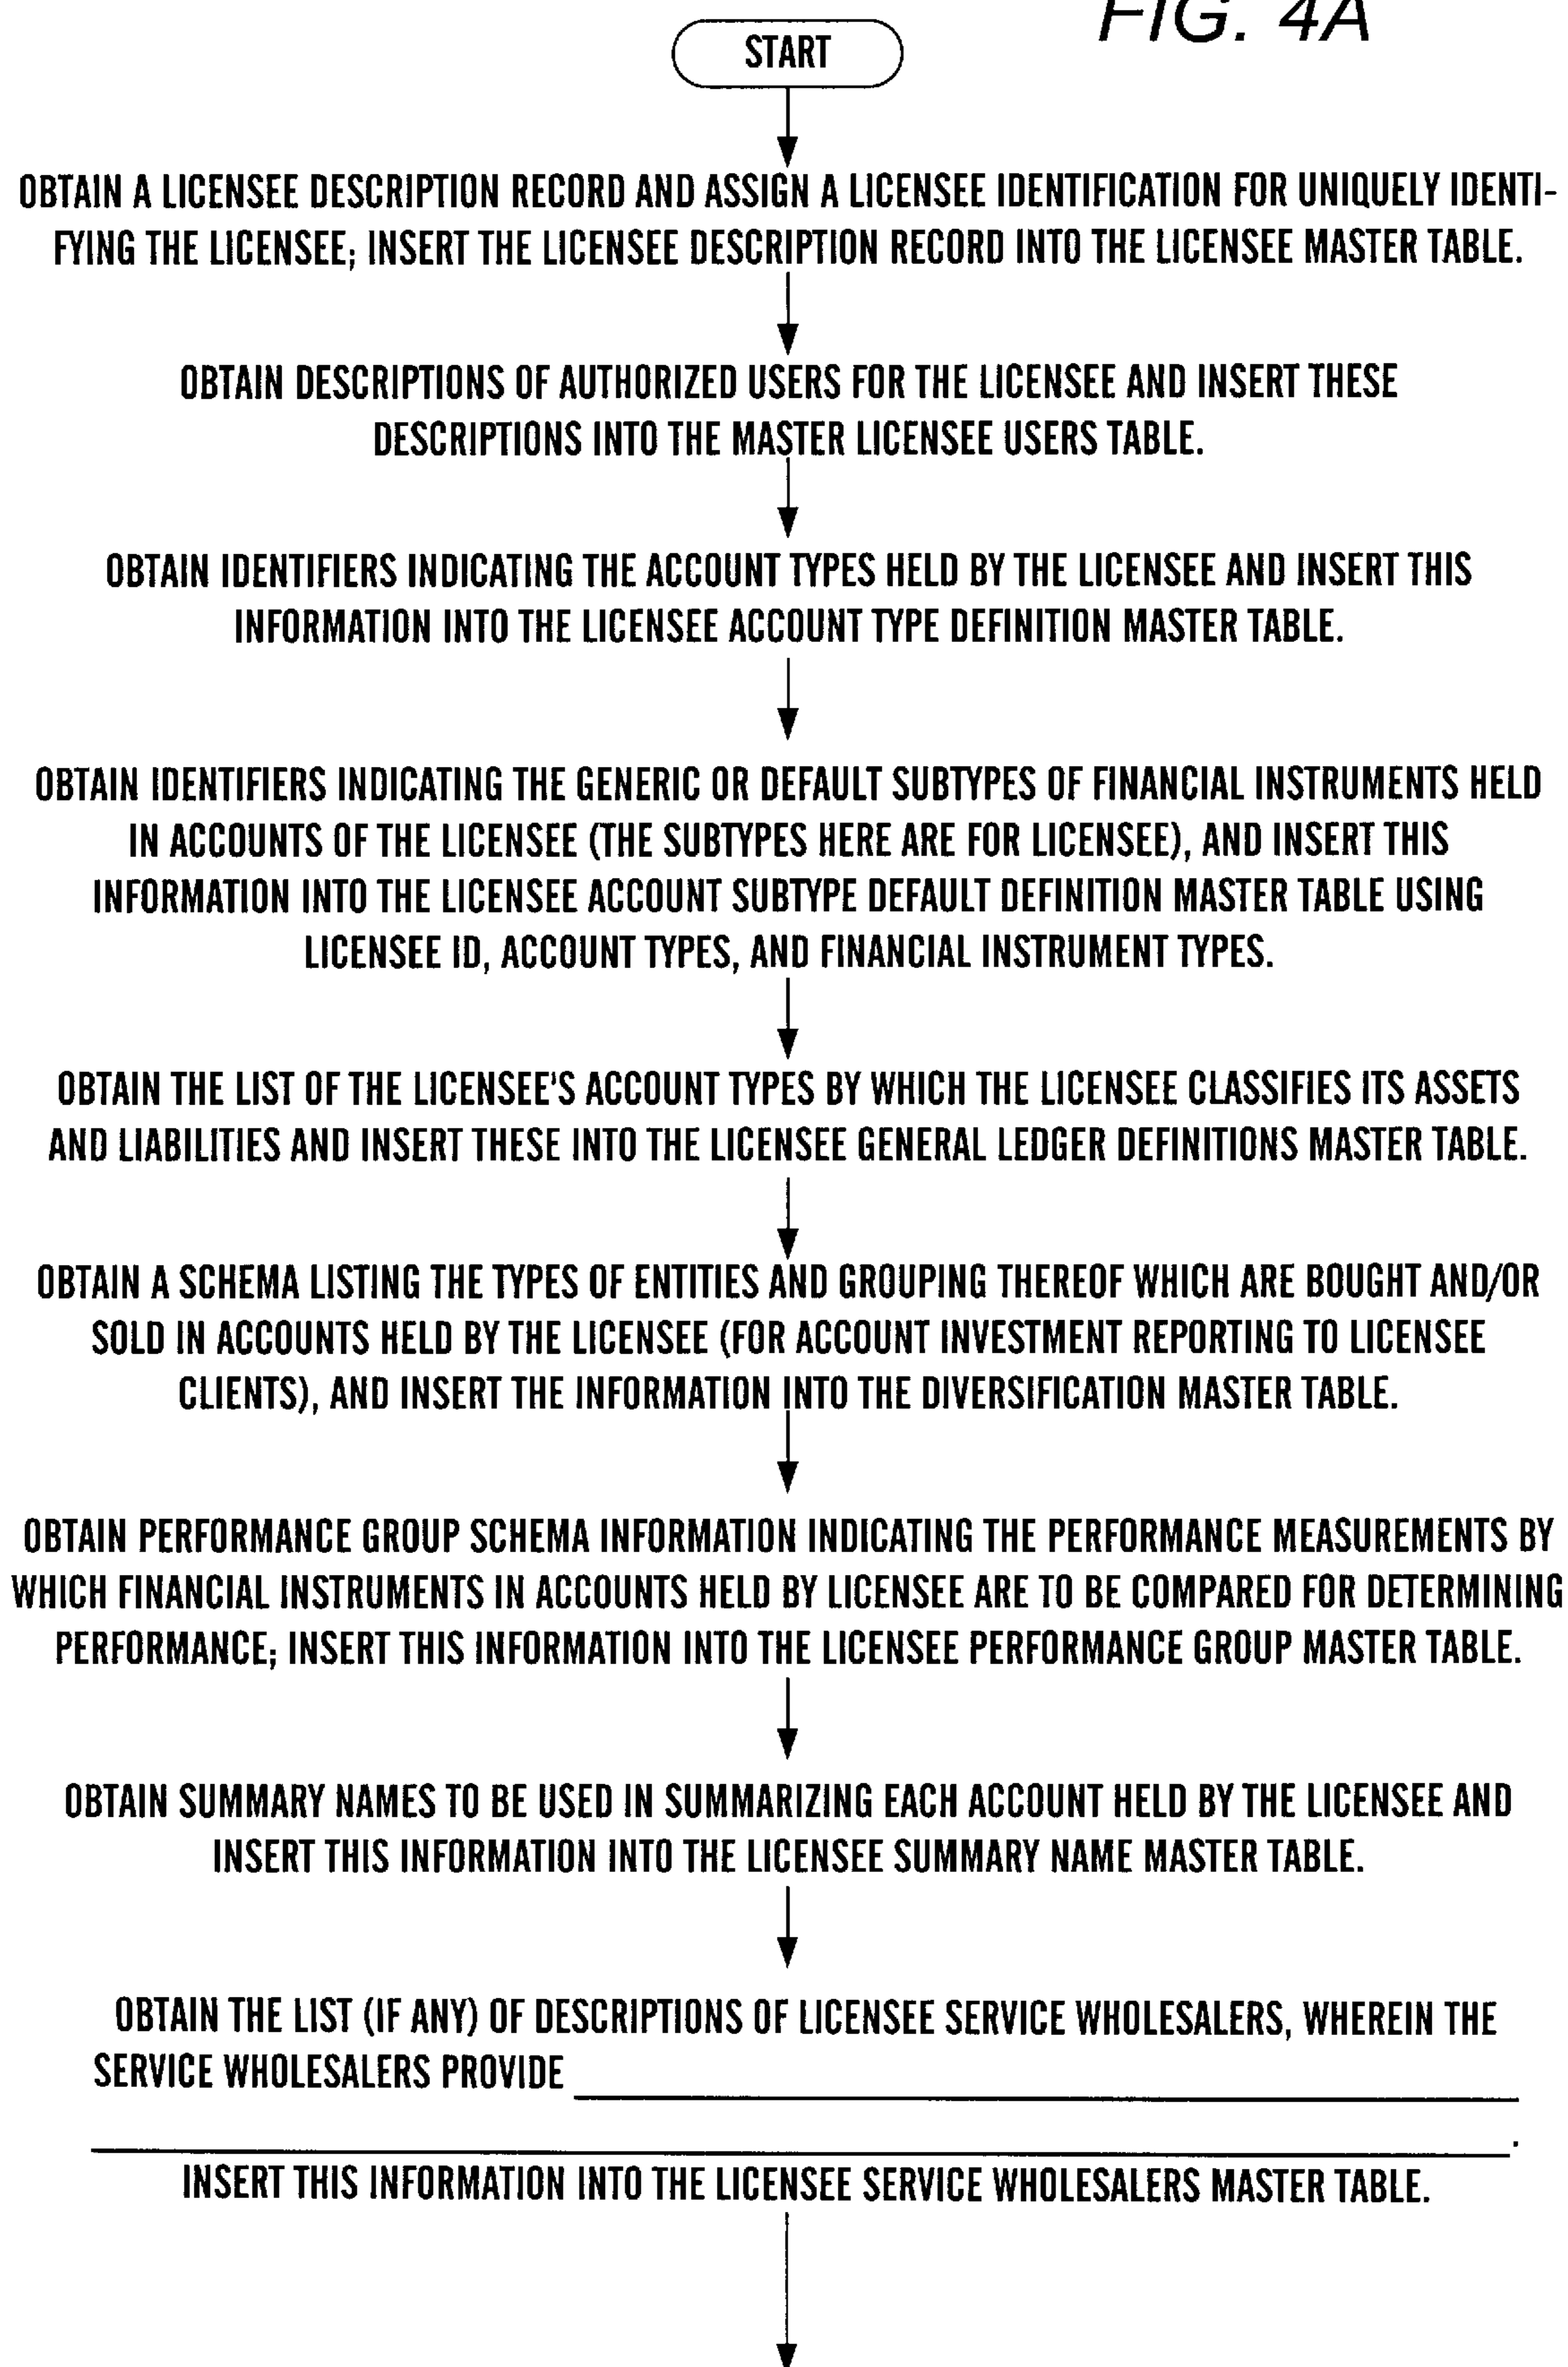 FIG. 4A
START
OBTAIN A LICENSEE DESCRIPTION RECORD AND ASSIGN A LICENSEE IDENTIFICATION FOR UNIQUELY IDENTI-
FYING THE LICENSEE; INSERT THE LICENSEE DESCRIPTION RECORD INTO THE LICENSEE MASTER TABLE.
OBTAIN DESCRIPTIONS OF AUTHORIZED USERS FOR THE LICENSEE AND INSERT THESE
DESCRIPTIONS INTO THE MASTER LICENSEE USERS TABLE.
OBTAIN IDENTIFIERS INDICATING THE ACCOUNT TYPES HELD BY THE LICENSEE AND INSERT THIS
INFORMATION INTO THE LICENSEE ACCOUNT TYPE DEFINITION MASTER TABLE.
OBTAIN IDENTIFIERS INDICATING THE GENERIC OR DEFAULT SUBTYPES OF FINANCIAL INSTRUMENTS HELD
IN ACCOUNTS OF THE LICENSEE (THE SUBTYPES HERE ARE FOR LICENSEE), AND INSERT THIS
INFORMATION INTO THE LICENSEE ACCOUNT SUBTYPE DEFAULT DEFINITION MASTER TABLE USING
LICENSEE ID, ACCOUNT TYPES, AND FINANCIAL INSTRUMENT TYPES.
OBTAIN THE LIST OF THE LICENSEE'S ACCOUNT TYPES BY WHICH THE LICENSEE CLASSIFIES ITS ASSETS
AND LIABILITIES AND INSERT THESE INTO THE LICENSEE GENERAL LEDGER DEFINITIONS MASTER TABLE.
OBTAIN A SCHEMA LISTING THE TYPES OF ENTITIES AND GROUPING THEREOF WHICH ARE BOUGHT AND/OR
SOLD IN ACCOUNTS HELD BY THE LICENSEE (FOR ACCOUNT INVESTMENT REPORTING TO LICENSEE
CLIENTS), AND INSERT THE INFORMATION INTO THE DIVERSIFICATION MASTER TABLE.
OBTAIN PERFORMANCE GROUP SCHEMA INFORMATION INDICATING THE PERFORMANCE MEASUREMENTS BY
WHICH FINANCIAL INSTRUMENTS IN ACCOUNTS HELD BY LICENSEE ARE TO BE COMPARED FOR DETERMINING
PERFORMANCE; INSERT THIS INFORMATION INTO THE LICENSEE PERFORMANCE GROUP MASTER TABLE.
OBTAIN SUMMARY NAMES TO BE USED IN SUMMARIZING EACH ACCOUNT HELD BY THE LICENSEE AND
INSERT THIS INFORMATION INTO THE LICENSEE SUMMARY NAME MASTER TABLE.
OBTAIN THE LIST (IF ANY) OF DESCRIPTIONS OF LICENSEE SERVICE WHOLESALERS, WHEREIN THE
SERVICE WHOLESALERS PROVIDE
.
INSERT THIS INFORMATION INTO THE LICENSEE SERVICE WHOLESALERS MASTER TABLE.